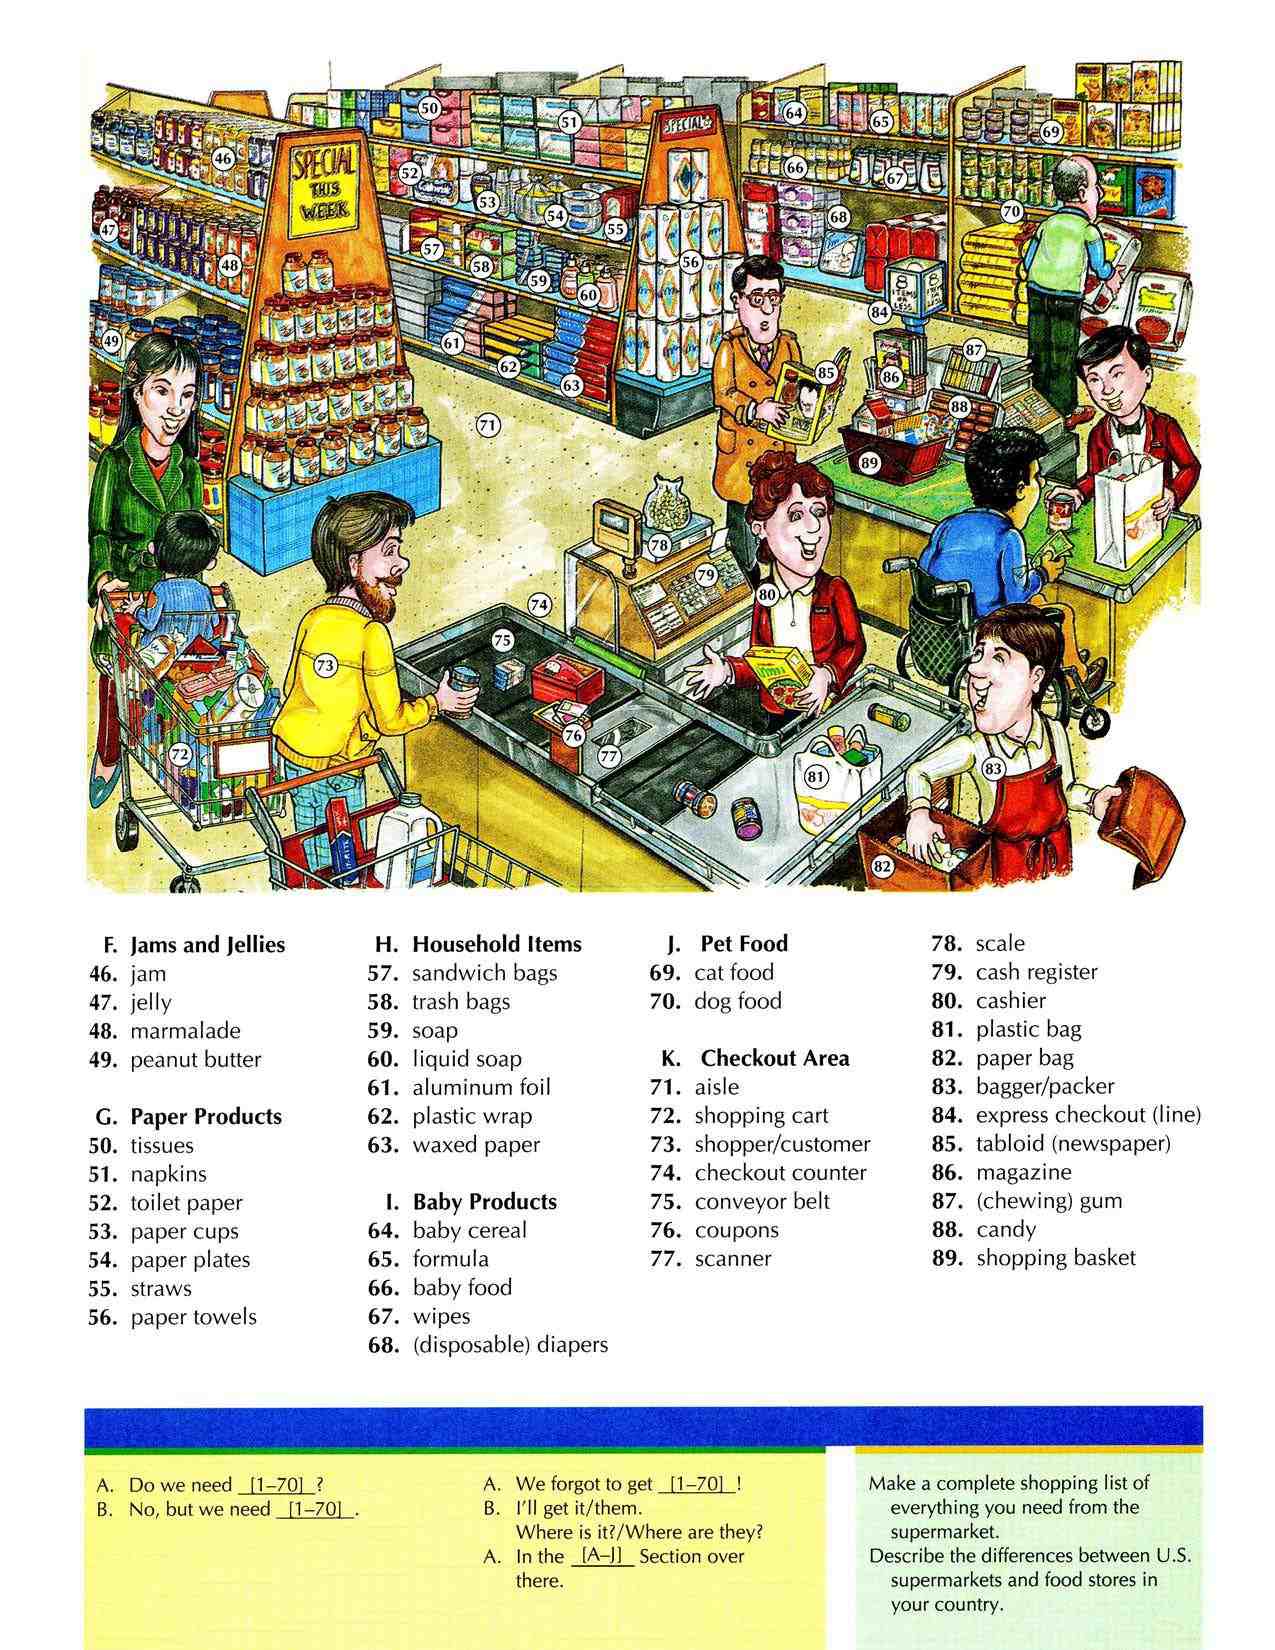 SPECIAL
THIS
WEEK
SPECIALS
8
ITEMS
OR
LESS
46
47
48
49
50
51
52
53
54
55
56
57
58
59
60
61
62
63
64
65
66
67
68
69
70
71
72
73
74
75
76
77
78
79
80
81
82
83
84
85
86
87
88
89
F. Jams and Jellies
46. jam
47. jelly
48. marmalade
49. peanut butter
G. Paper Products
50. tissues
51. napkins
52. toilet paper
53. paper cups
54. paper plates
55. straws
56. paper towels
H. Household Items
57. sandwich bags
58. trash bags
59. soap
60. liquid soap
61. aluminum foil
62. plastic wrap
63. waxed paper
I. Baby Products
64. baby cereal
65. formula
66. baby food
67. wipes
68. (disposable) diapers
J. Pet Food
69. cat food
70. dog food
K. Checkout Area
71. aisle
72. shopping cart
73. shopper/customer
74. checkout counter
75. conveyor belt
76. coupons
77. scanner
78. scale
79. cash register
80. cashier
81. plastic bag
82. paper bag
83. bagger/packer
84. express checkout (line)
85. tabloid (newspaper)
86. magazine
87. (chewing) gum
88. candy
89. shopping basket
A. Do we need [1–70] ?
B. No, but we need [1–70] .
A. We forgot to get [1–70] !
B. I'll get it/them.
Where is it?/Where are they?
A. In the [A–J] Section over
there.
Make a complete shopping list of
everything you need from the
supermarket.
Describe the differences between U.S.
supermarkets and food stores in
your country.